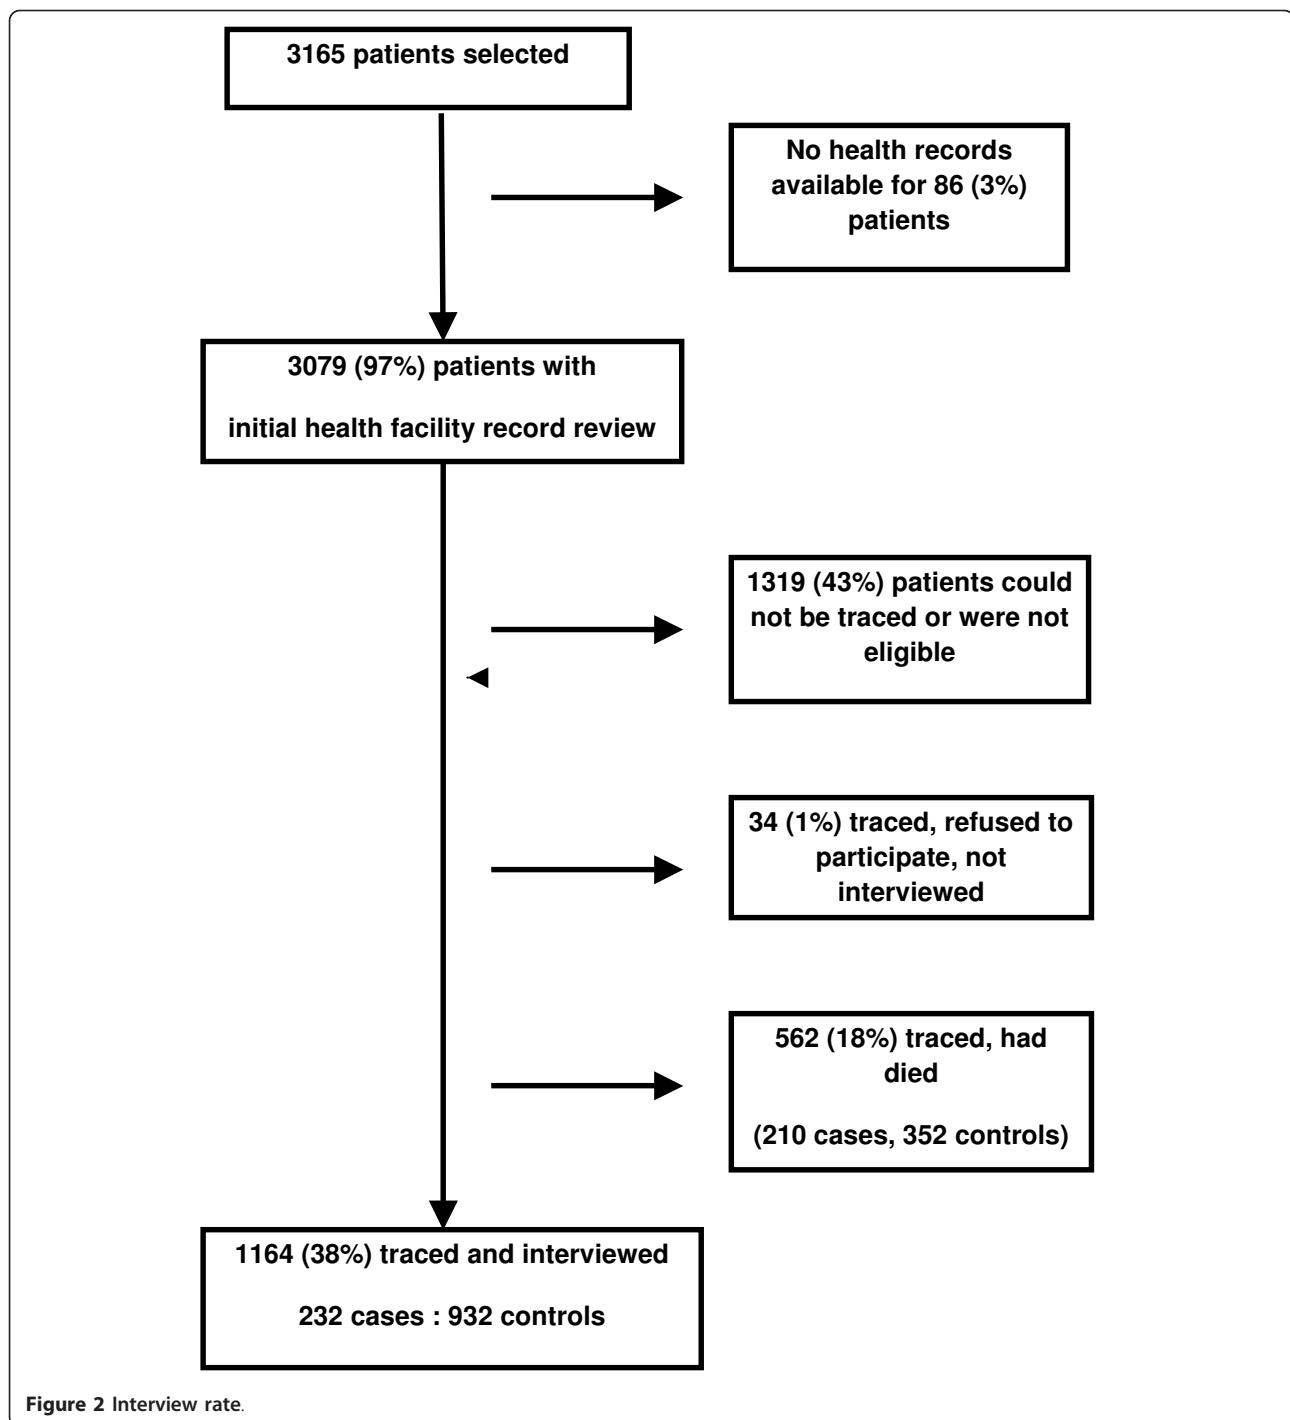 3165 patients selected
No health records
available for 86 (3%)
patients
3079 (97%) patients with
initial health facility record review
1319 (43%) patients could
not be traced or were not
eligible
34 (1%) traced, refused to
participate, not
interviewed
562 (18%) traced, had
died
(210 cases, 352 controls)
1164 (38%) traced and interviewed
232 cases : 932 controls
Figure 2 Interview rate.